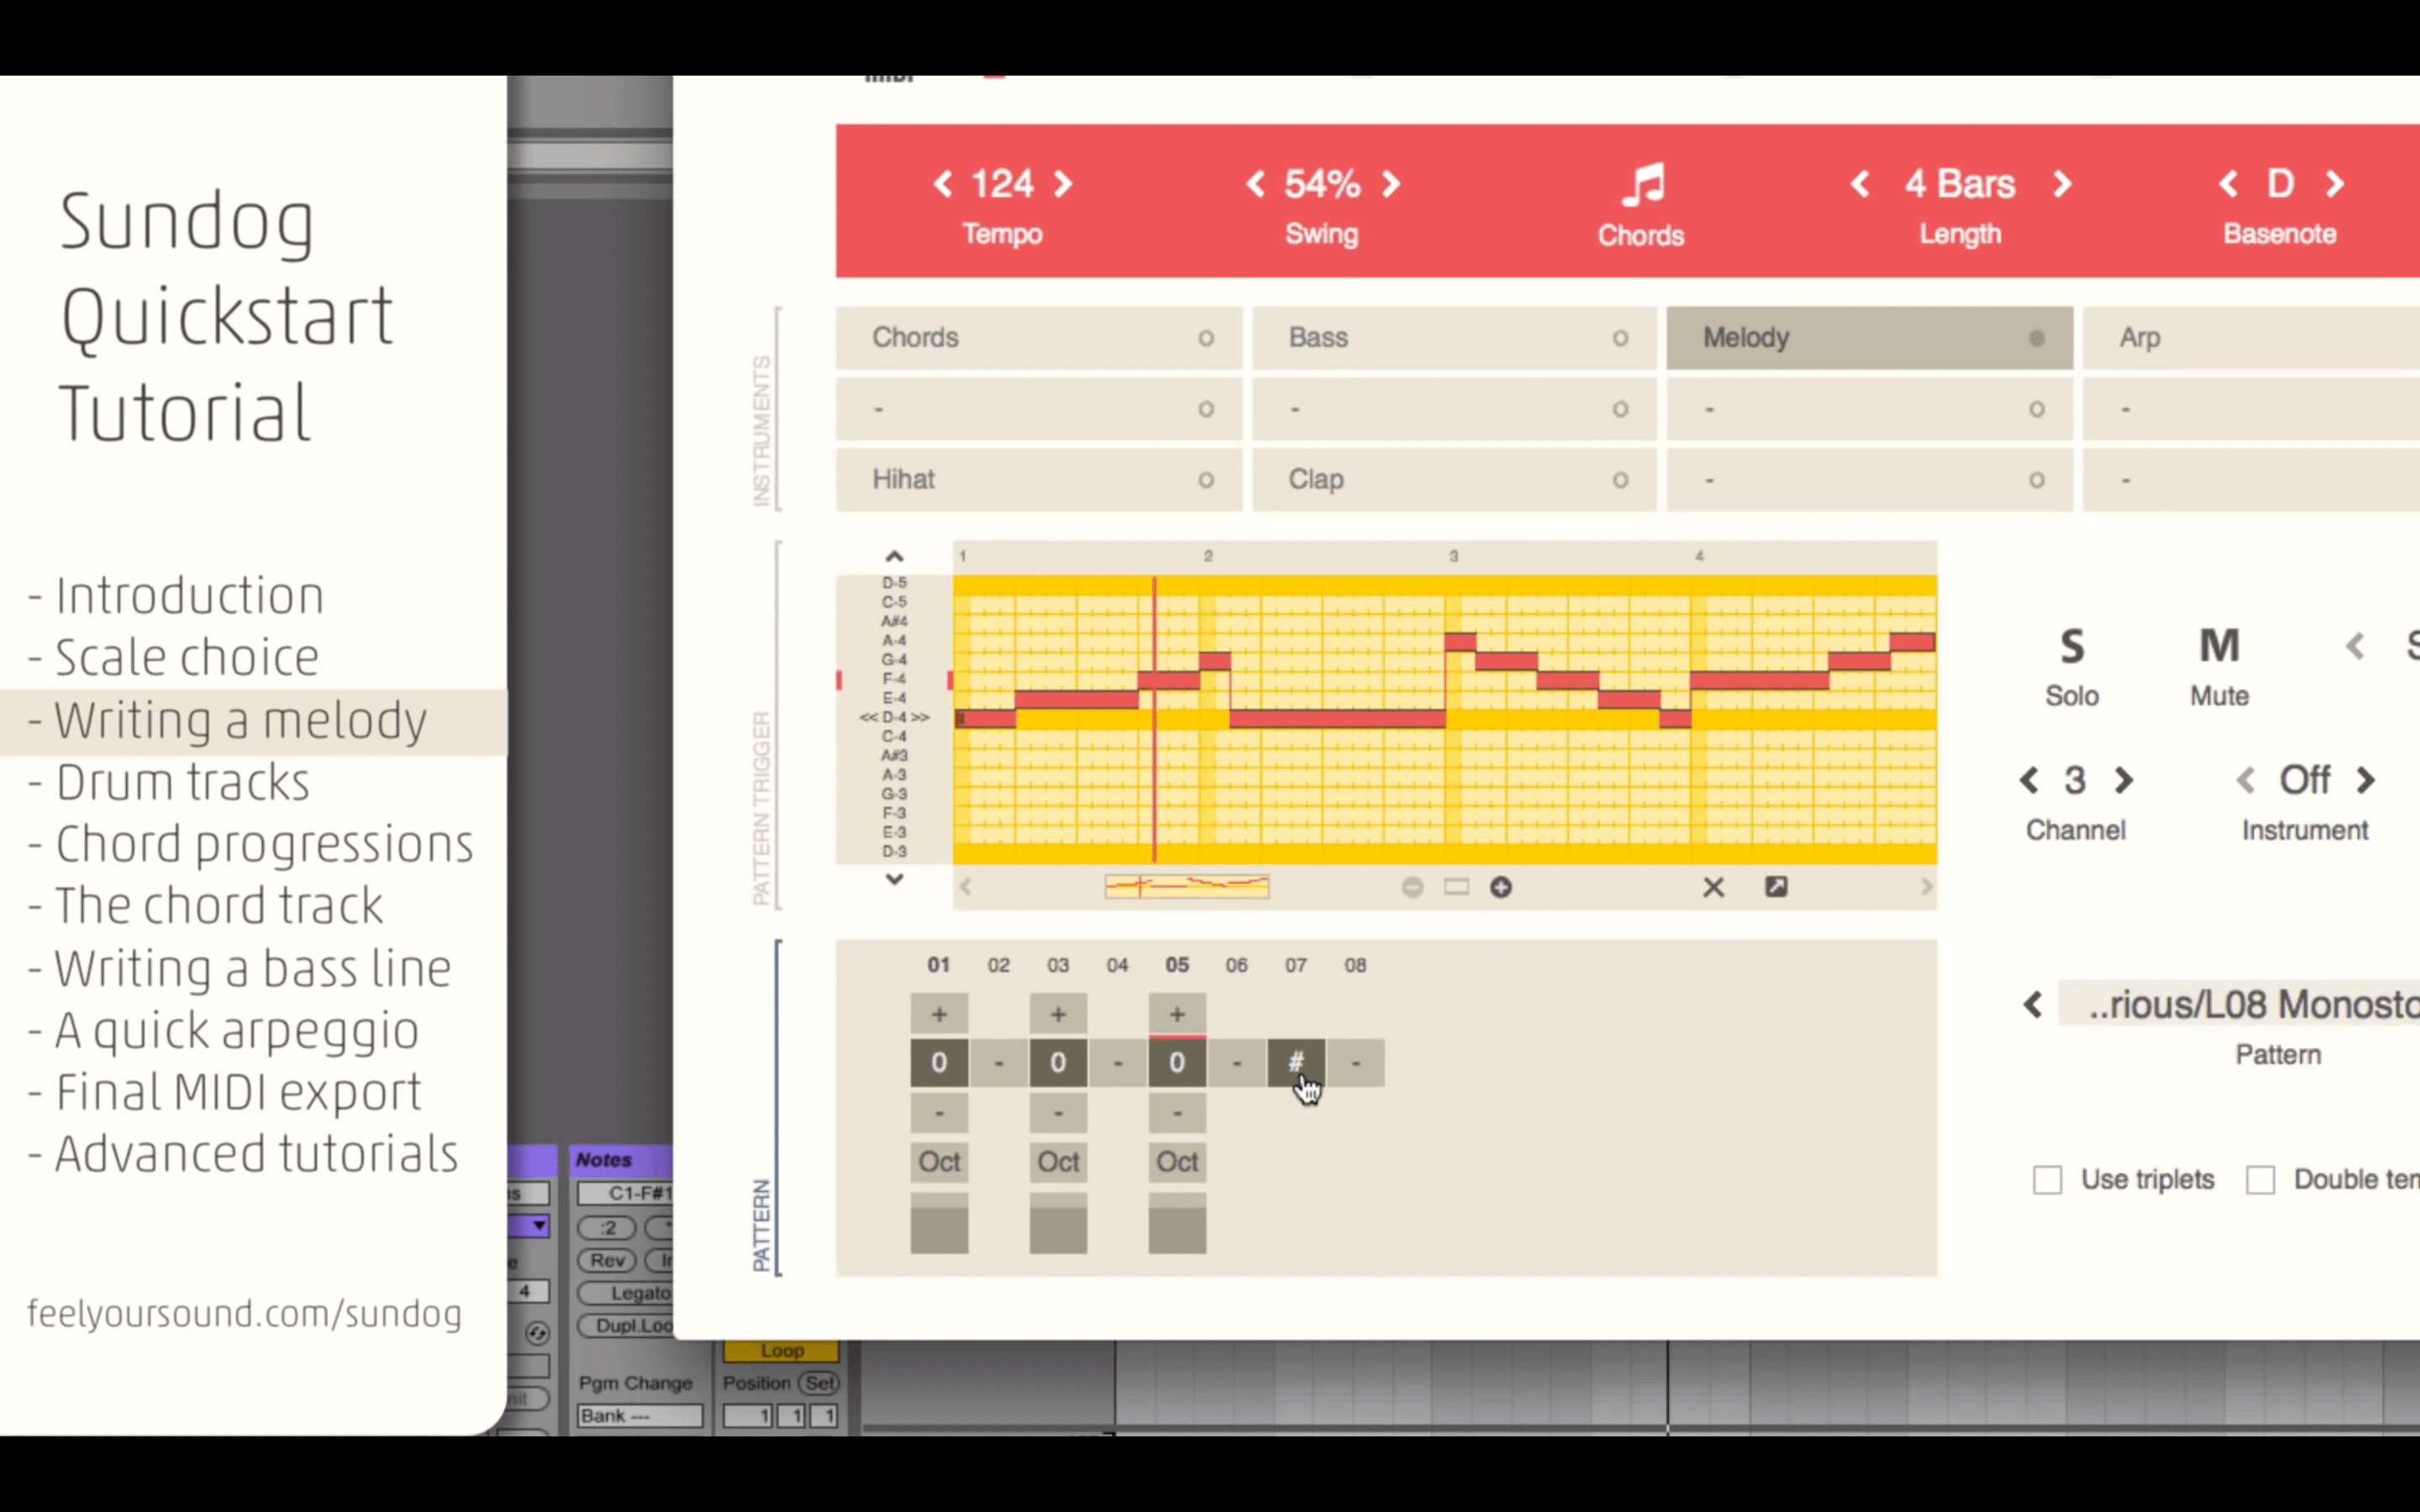 Sundog
Quickstart
Tutorial
- Introduction
- Scale choice
- Writing a melody
- Drum tracks
- Chord progressions
- The chord track
- Writing a bass line
- A quick arpeggio
- Final MIDI export
- Advanced tutorials
feelyoursound.com/sundog
< 124 > < 54% > < 4 Bars > < D >
Tempo Swing Chords Length Basenote
INSTRUMENTS
Chords Bass Melody Arp
- - - -
Hihat Clap - -
PATTERN TRIGGER
1 2 3 4
D-5
C-5
A#4
A-4
G-4
F-4
E-4
<< D-4 >>
C-4
A#3
A-3
G-3
F-3
E-3
D-3
S M < S
Solo Mute
< 3 > < Off >
Channel Instrument
PATTERN
01 02 03 04 05 06 07 08
+ + +
0 - 0 - 0 - # -
- - -
Oct Oct Oct
< ..rious/L08 Monosto
Pattern
Use triplets Double ten
Notes
C1-F#1
:2
Rev
Legato
Dupl.Loo
4
Loop
Pgm Change Position Set
Bank --- 1 1 1